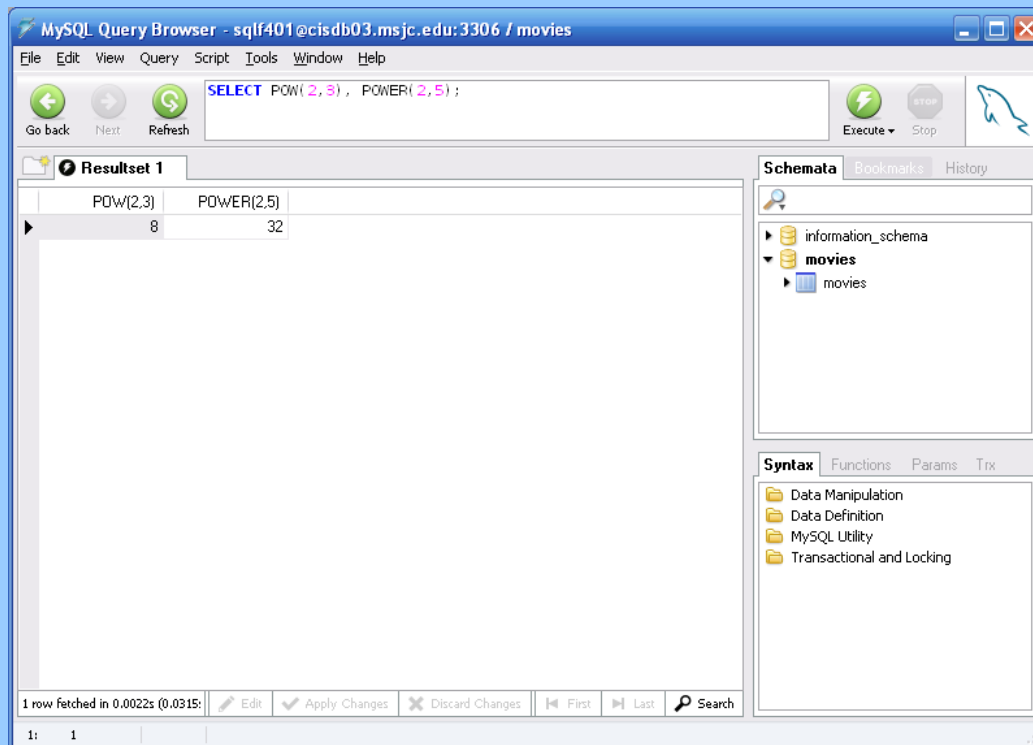 MySQL Query Browser - sqlf401@cisdb03.msjc.edu:3306 / movies
File Edit View Query Script Tools Window Help
SELECT POW(2,3), POWER(2,5);
Go back Next Refresh Execute STOP Stop
Resultset 1
POW(2,3) POWER(2,5)
8 32
Schemata Bookmarks History
information_schema
movies
movies
Syntax Functions Params Trx
Data Manipulation
Data Definition
MySQL Utility
Transactional and Locking
1 row fetched in 0.0022s (0.0315s Edit Apply Changes Discard Changes First Last Search
1: 1